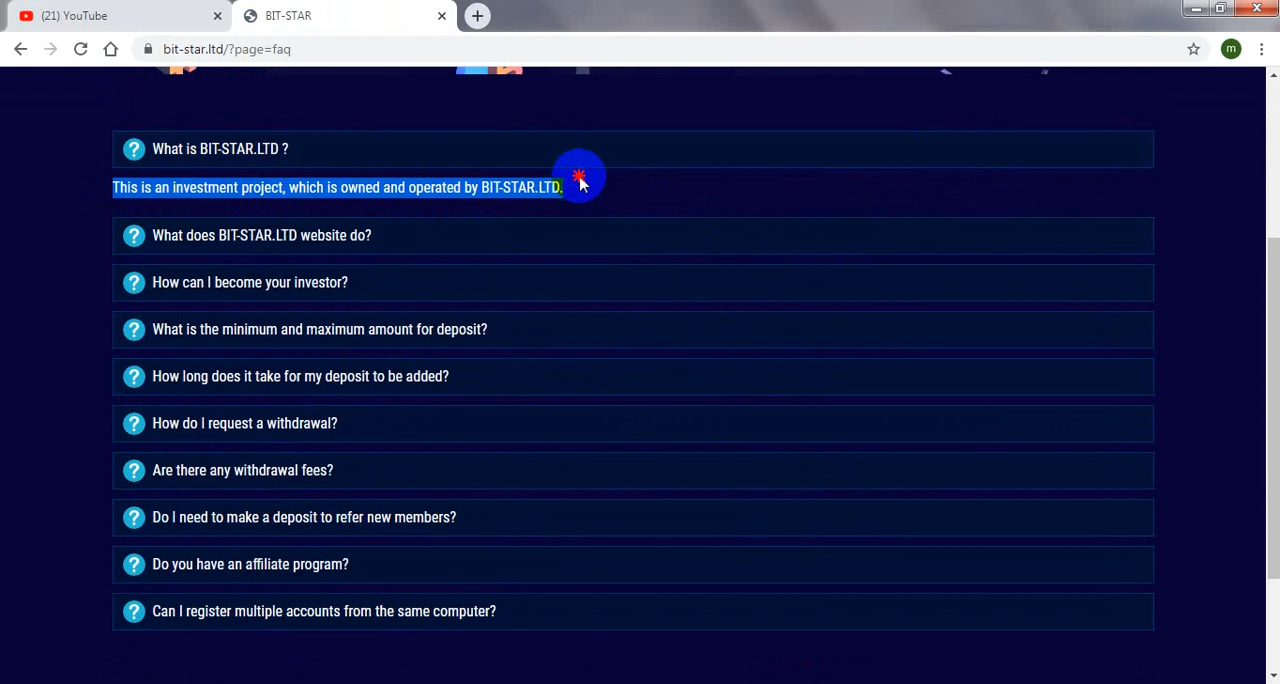 (21) YouTube
BIT-STAR
bit-star.ltd/?page=faq
m
? What is BIT-STAR.LTD ?
This is an investment project, which is owned and operated by BIT-STAR.LTD.
? What does BIT-STAR.LTD website do?
? How can I become your investor?
? What is the minimum and maximum amount for deposit?
? How long does it take for my deposit to be added?
? How do I request a withdrawal?
? Are there any withdrawal fees?
? Do I need to make a deposit to refer new members?
? Do you have an affiliate program?
? Can I register multiple accounts from the same computer?